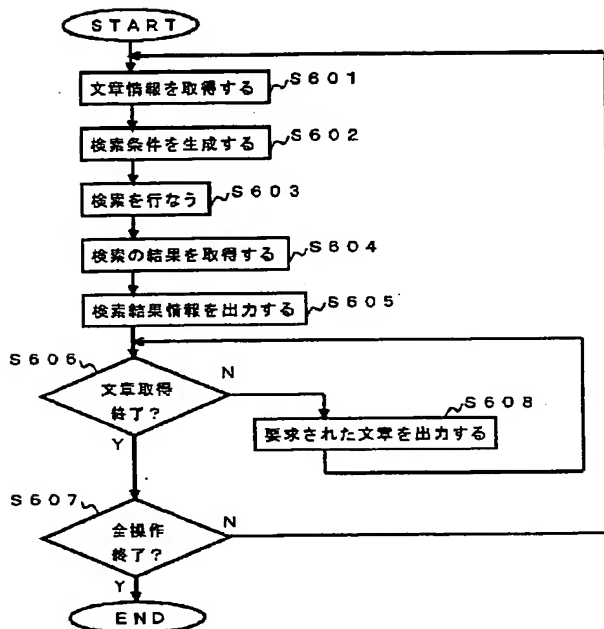 START
文章情報を取得する
S601
検索条件を生成する
S602
検索を行なう
S603
検索の結果を取得する
S604
検索結果情報を出力する
S605
S606
文章取得
終了?
N
Y
S608
要求された文章を出力する
S607
全操作
終了?
N
Y
END